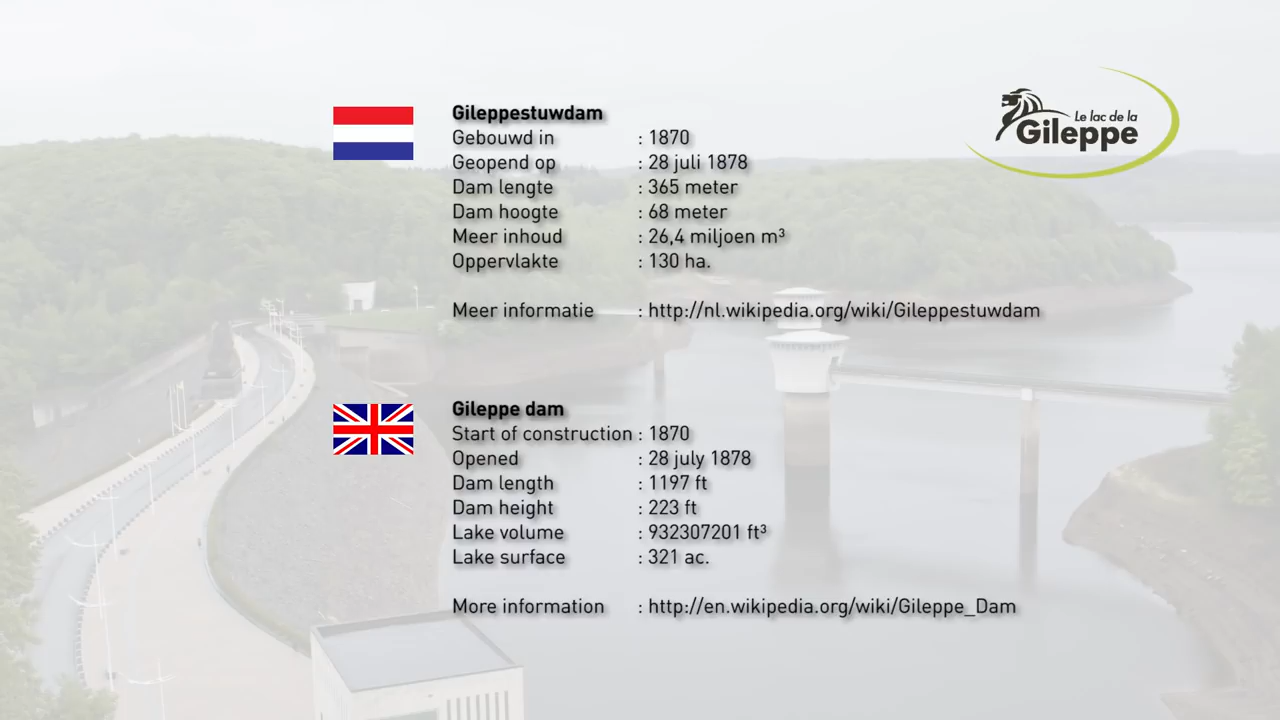 Gileppestuwdam
Gebouwd in : 1870
Geopend op : 28 juli 1878
Dam lengte : 365 meter
Dam hoogte : 68 meter
Meer inhoud : 26,4 miljoen m³
Oppervlakte : 130 ha.
Meer informatie : http://nl.wikipedia.org/wiki/Gileppestuwdam
Le lac de la
Gileppe
Gileppe dam
Start of construction : 1870
Opened : 28 july 1878
Dam length : 1197 ft
Dam height : 223 ft
Lake volume : 932307201 ft³
Lake surface : 321 ac.
More information : http://en.wikipedia.org/wiki/Gileppe_Dam